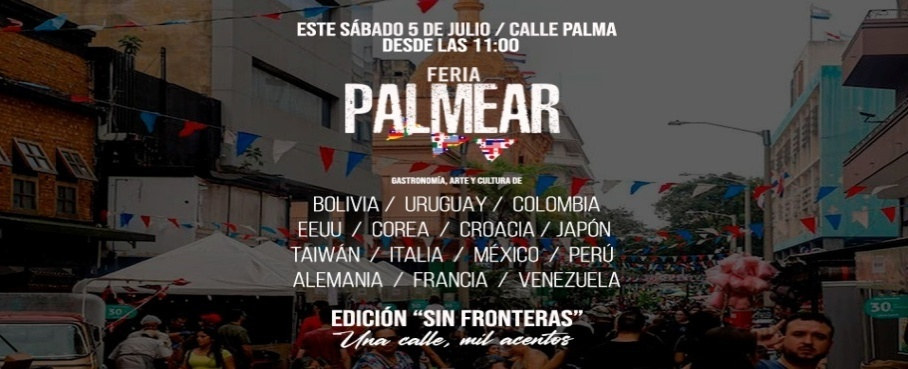 ESTE SÁBADO 5 DE JULIO / CALLE PALMA
DESDE LAS 11:00
FERIA
PALMEAR
GASTRONOMÍA, ARTE Y CULTURA DE
BOLIVIA / URUGUAY / COLOMBIA
EEUU / COREA / CROACIA / JAPÓN
TAIWÁN / ITALIA / MÉXICO / PERÚ
ALEMANIA / FRANCIA / VENEZUELA
EDICIÓN “SIN FRONTERAS”
Una calle, mil acentos
30
30